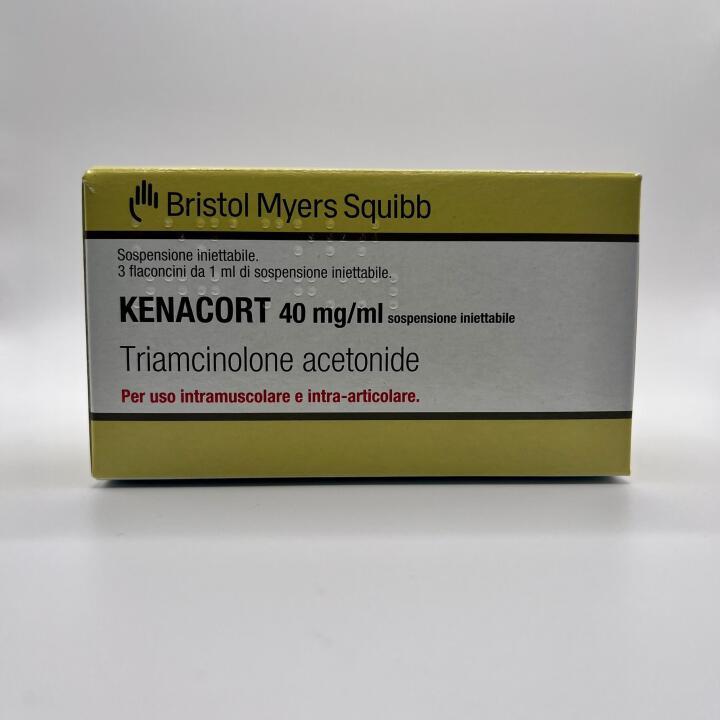 Bristol Myers Squibb
Sospensione iniettabile.
3 flaconcini da 1 ml di sospensione iniettabile.
KENACORT 40 mg/ml sospensione iniettabile
Triamcinolone acetonide
Per uso intramuscolare e intra-articolare.